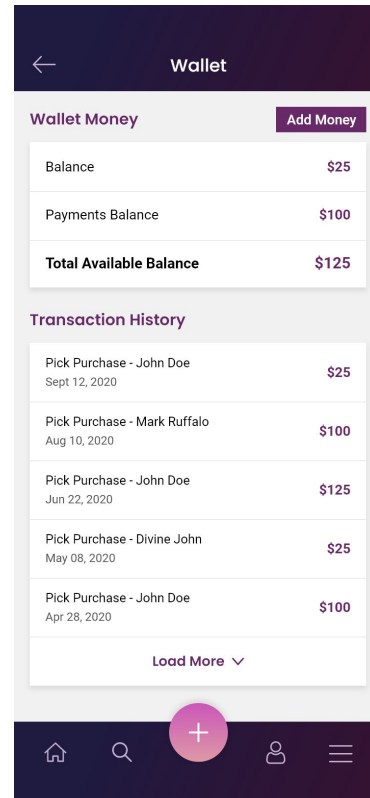 Wallet
Wallet Money
Add Money
Balance
$25
Payments Balance
$100
Total Available Balance
$125
Transaction History
Pick Purchase - John Doe
Sept 12, 2020
$25
Pick Purchase - Mark Ruffalo
Aug 10, 2020
$100
Pick Purchase - John Doe
Jun 22, 2020
$125
Pick Purchase - Divine John
May 08, 2020
$25
Pick Purchase - John Doe
Apr 28, 2020
$100
Load More